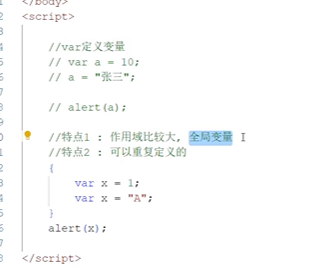 </body>
<script>
//var定义变量
// var a = 10;
// a = "张三";
// alert(a);
//特点1 : 作用域比较大, 全局变量
//特点2 : 可以重复定义的
{
var x = 1;
var x = "A";
}
alert(x);
</script>